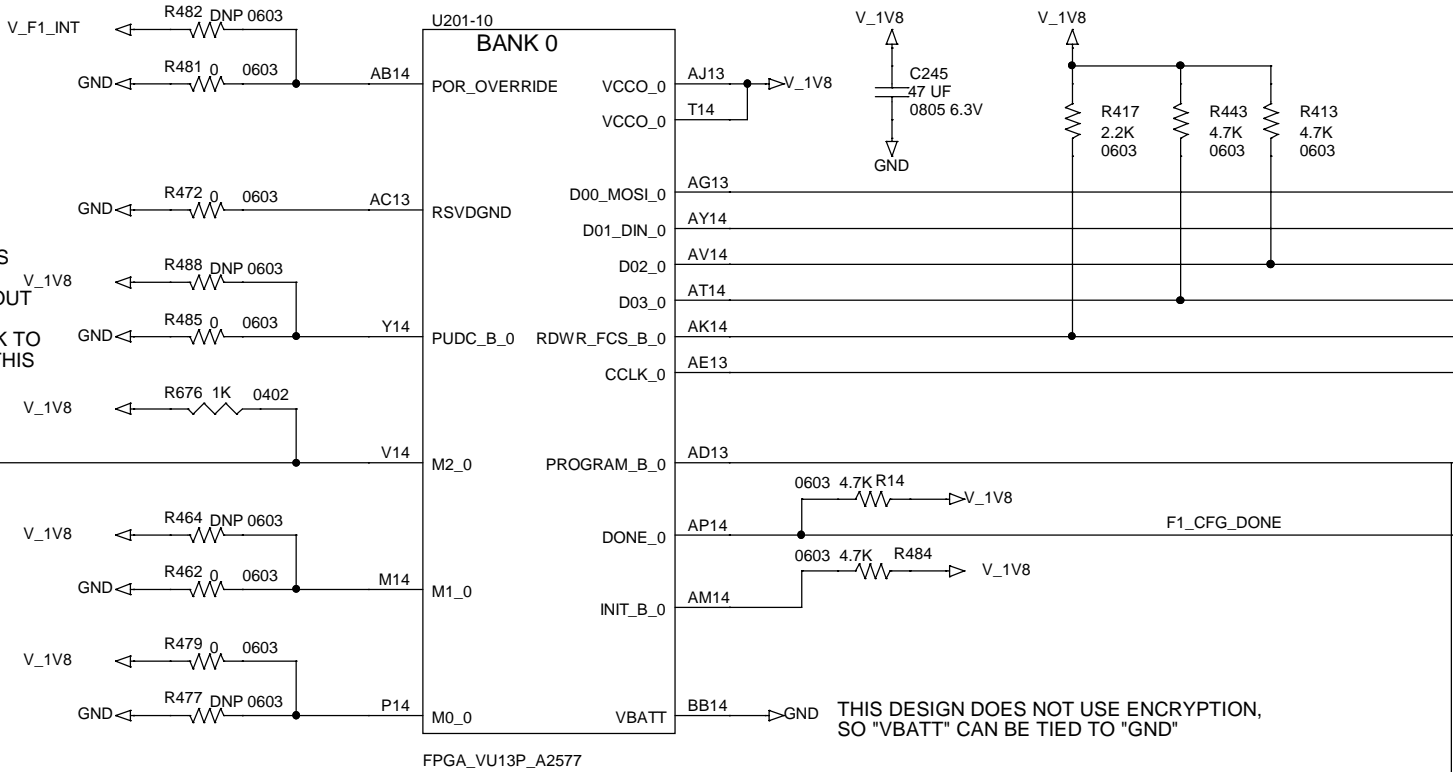 R482 DNP 0603
V_F1_INT
GND R481 0 0603
AB14
U201-10
BANK 0
POR_OVERRIDE
VCCO_0 AJ13 V_1V8
VCCO_0 T14
V_1V8
C245
47 UF
0805 6.3V
GND
V_1V8
R417
2.2K
0603
R443
4.7K
0603
R413
4.7K
0603
GND R472 0 0603 AC13 RSVDGND
D00_MOSI_0 AG13
D01_DIN_0 AY14
D02_0 AV14
D03_0 AT14
RDWR_FCS_B_0 AK14
CCLK_0 AE13
S
OUT
K TO
THIS
V_1V8 R488 DNP 0603
GND R485 0 0603 Y14 PUDC_B_0
V_1V8 R676 1K 0402
V14 M2_0
PROGRAM_B_0 AD13
0603 4.7K R14 V_1V8
DONE_0 AP14 F1_CFG_DONE
0603 4.7K R484 V_1V8
INIT_B_0 AM14
V_1V8 R464 DNP 0603
GND R462 0 0603 M14 M1_0
V_1V8 R479 0 0603
GND R477 DNP 0603 P14 M0_0
VBATT BB14 GND
THIS DESIGN DOES NOT USE ENCRYPTION,
SO "VBATT" CAN BE TIED TO "GND"
FPGA_VU13P_A2577